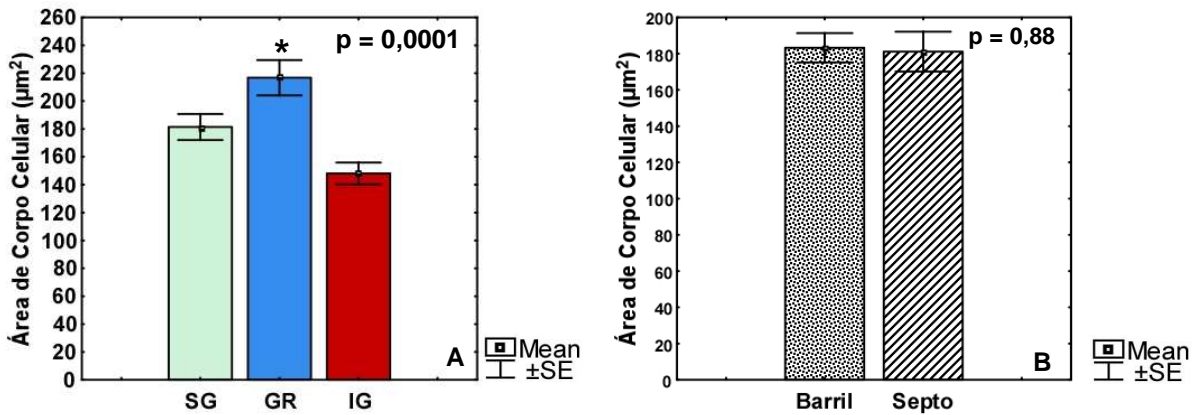 Área de Corpo Celular (µm²)
260
240
220
200
180
160
140
120
100
80
60
40
20
0
p = 0,0001
*
A
SG GR IG
Mean
±SE
Área de Corpo Celular (µm²)
200
180
160
140
120
100
80
60
40
20
0
p = 0,88
B
Barril Septo
Mean
±SE